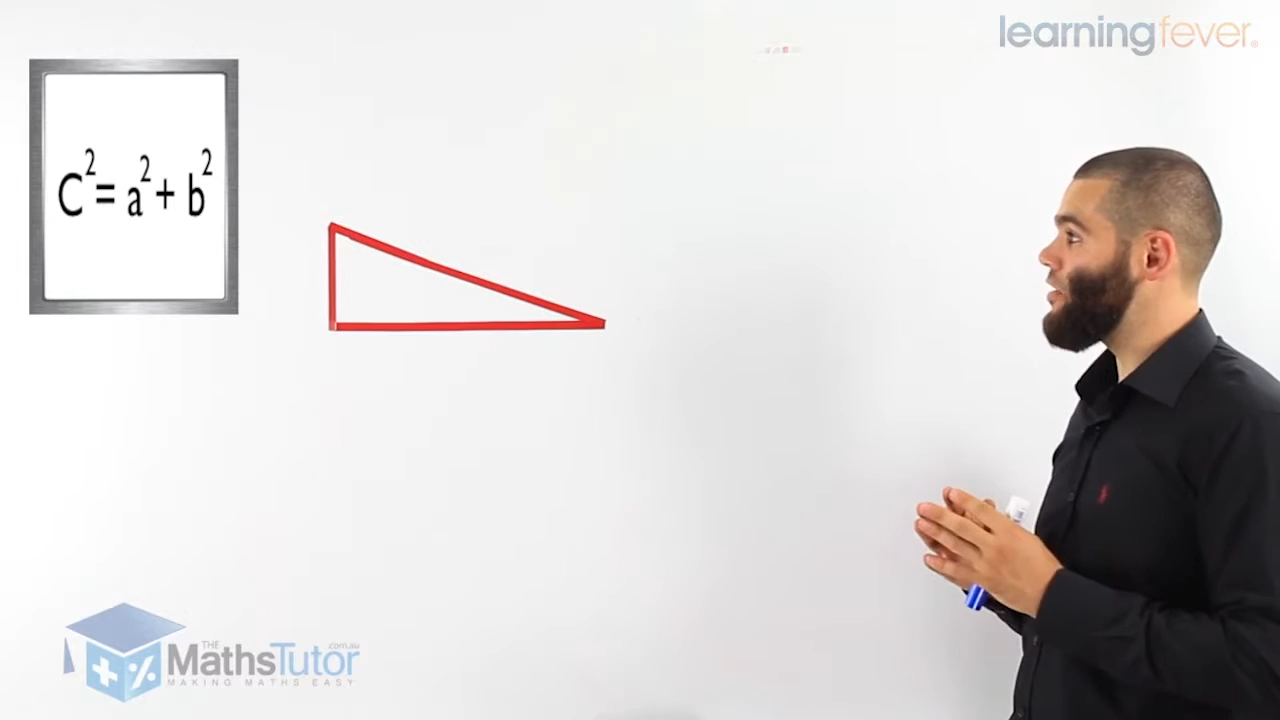 learningfever.
C²= a²+ b²
THE
MathsTutor
.com.au
MAKING MATHS EASY